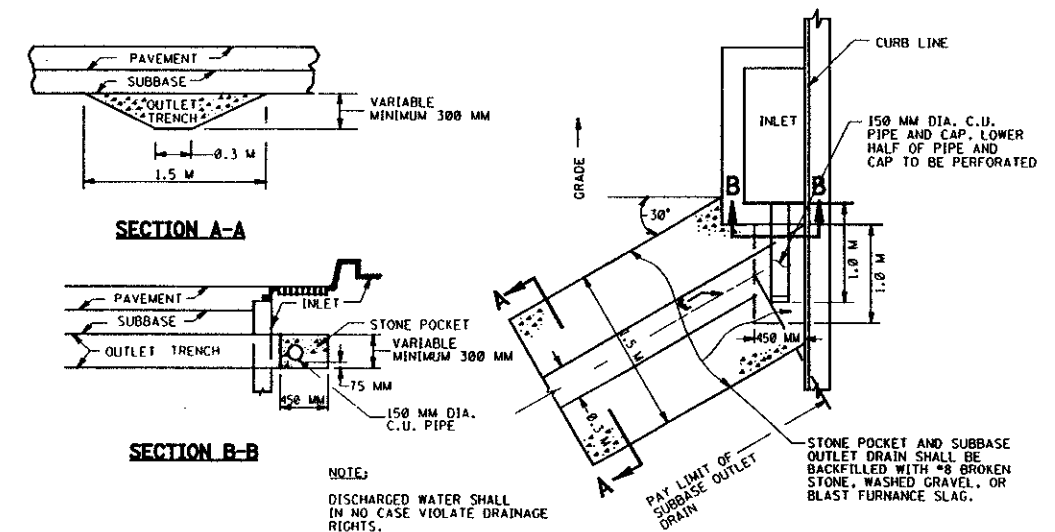 PAVEMENT
SUBBASE
OUTLET
TRENCH
VARIABLE
MINIMUM 300 MM
0.3 M
1.5 M
SECTION A-A
PAVEMENT
SUBBASE
OUTLET TRENCH
INLET
STONE POCKET
VARIABLE
MINIMUM 300 MM
75 MM
450 MM
150 MM DIA.
C.U. PIPE
SECTION B-B
NOTE:
DISCHARGED WATER SHALL
IN NO CASE VIOLATE DRAINAGE
RIGHTS.
CURB LINE
INLET
150 MM DIA. C.U.
PIPE AND CAP. LOWER
HALF OF PIPE AND
CAP TO BE PERFORATED
GRADE
B
B
30°
1.0 M
1.0 M
A
1.5 M
450 MM
0.3 M
A
PAY LIMIT OF
SUBBASE OUTLET
DRAIN
STONE POCKET AND SUBBASE
OUTLET DRAIN SHALL BE
BACKFILLED WITH #8 BROKEN
STONE, WASHED GRAVEL, OR
BLAST FURNANCE SLAG.